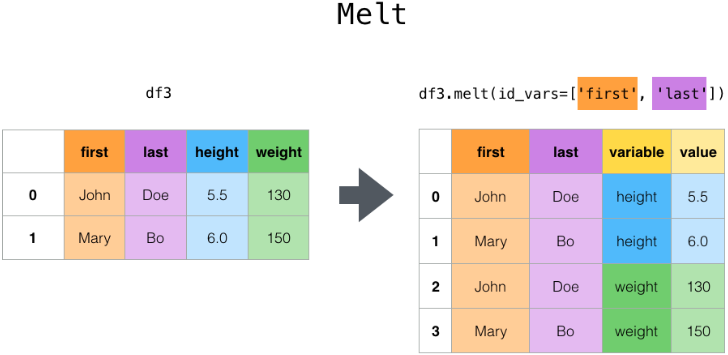 Melt
df3
first last height weight
0 John Doe 5.5 130
1 Mary Bo 6.0 150
df3.melt(id_vars=['first', 'last'])
first last variable value
0 John Doe height 5.5
1 Mary Bo height 6.0
2 John Doe weight 130
3 Mary Bo weight 150